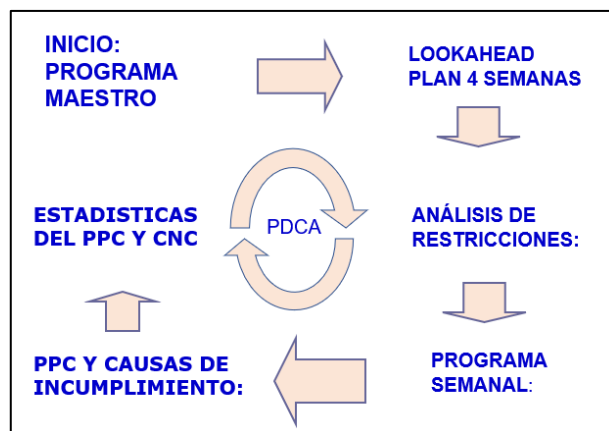 INICIO:
PROGRAMA
MAESTRO
LOOKAHEAD
PLAN 4 SEMANAS
ESTADISTICAS
DEL PPC Y CNC
PDCA
ANÁLISIS DE
RESTRICCIONES:
PPC Y CAUSAS DE
INCUMPLIMIENTO:
PROGRAMA
SEMANAL: